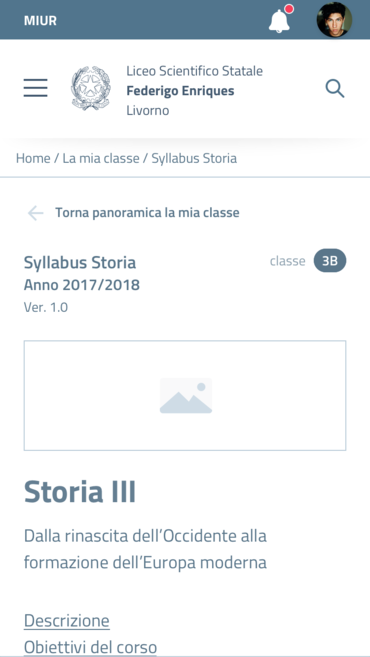 MIUR
Liceo Scientifico Statale
Federigo Enriques
Livorno
Home / La mia classe / Syllabus Storia
Torna panoramica la mia classe
Syllabus Storia
classe 3B
Anno 2017/2018
Ver. 1.0
Storia III
Dalla rinascita dell’Occidente alla
formazione dell’Europa moderna
Descrizione
Obiettivi del corso